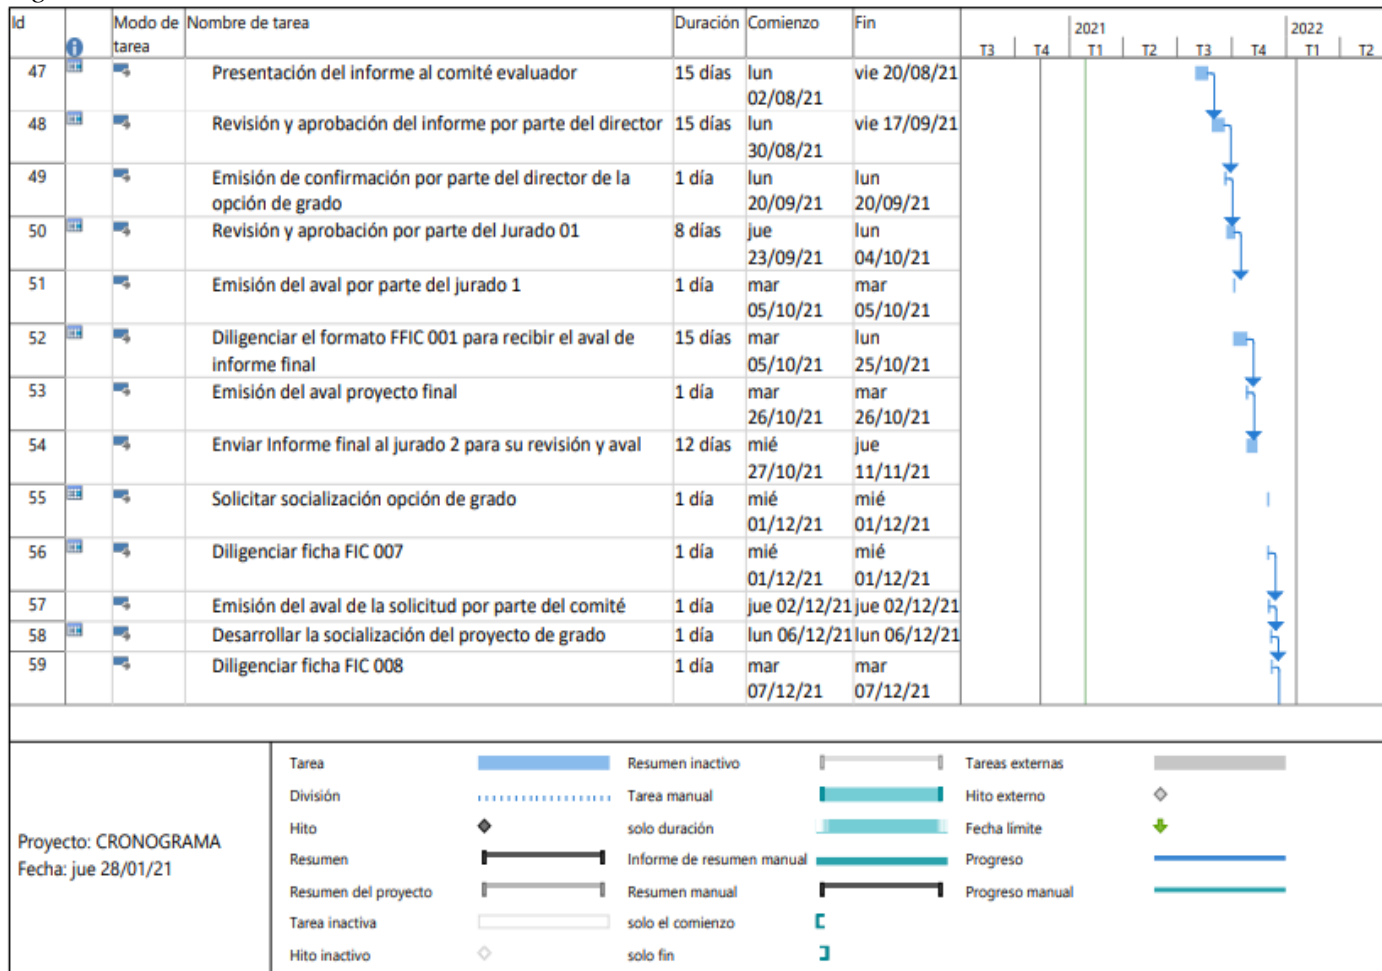 Id Modo de tarea Nombre de tarea Duración Comienzo Fin 2021 2022
T3 T4 T1 T2 T3 T4 T1 T2
47 Presentación del informe al comité evaluador 15 días lun 02/08/21 vie 20/08/21
48 Revisión y aprobación del informe por parte del director 15 días lun 30/08/21 vie 17/09/21
49 Emisión de confirmación por parte del director de la opción de grado 1 día lun 20/09/21 lun 20/09/21
50 Revisión y aprobación por parte del Jurado 01 8 días jue 23/09/21 lun 04/10/21
51 Emisión del aval por parte del jurado 1 1 día mar 05/10/21 mar 05/10/21
52 Diligenciar el formato FFIC 001 para recibir el aval de informe final 15 días mar 05/10/21 lun 25/10/21
53 Emisión del aval proyecto final 1 día mar 26/10/21 mar 26/10/21
54 Enviar Informe final al jurado 2 para su revisión y aval 12 días mié 27/10/21 jue 11/11/21
55 Solicitar socialización opción de grado 1 día mié 01/12/21 mié 01/12/21
56 Diligenciar ficha FIC 007 1 día mié 01/12/21 mié 01/12/21
57 Emisión del aval de la solicitud por parte del comité 1 día jue 02/12/21 jue 02/12/21
58 Desarrollar la socialización del proyecto de grado 1 día lun 06/12/21 lun 06/12/21
59 Diligenciar ficha FIC 008 1 día mar 07/12/21 mar 07/12/21
Proyecto: CRONOGRAMA
Fecha: jue 28/01/21
Tarea Resumen inactivo Tareas externas
División Tarea manual Hito externo
Hito solo duración Fecha límite
Resumen Informe de resumen manual Progreso
Resumen del proyecto Resumen manual Progreso manual
Tarea inactiva solo el comienzo
Hito inactivo solo fin